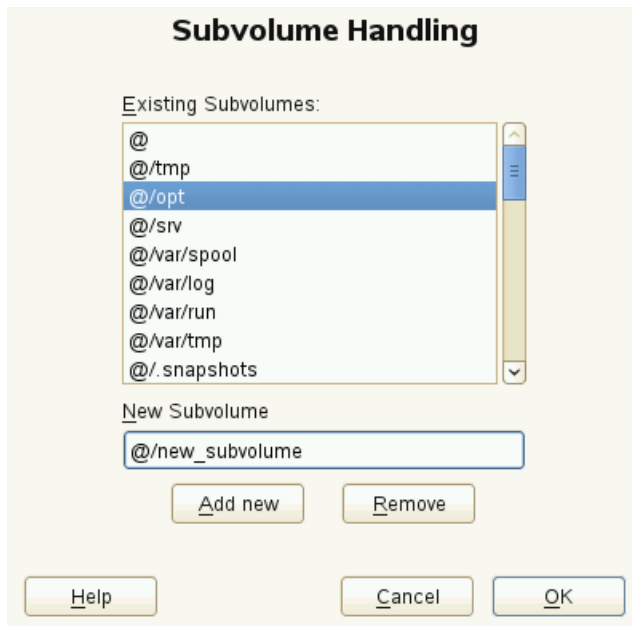 Subvolume Handling
Existing Subvolumes:
@
@/tmp
@/opt
@/srv
@/var/spool
@/var/log
@/var/run
@/var/tmp
@/.snapshots
New Subvolume
@/new_subvolume
Add new Remove
Help Cancel OK